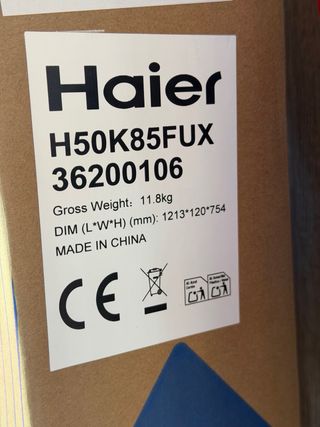 Haier
H50K85FUX
36200106
Gross Weight: 11.8kg
DIM (L*W*H) (mm): 1213*120*754
MADE IN CHINA
CE